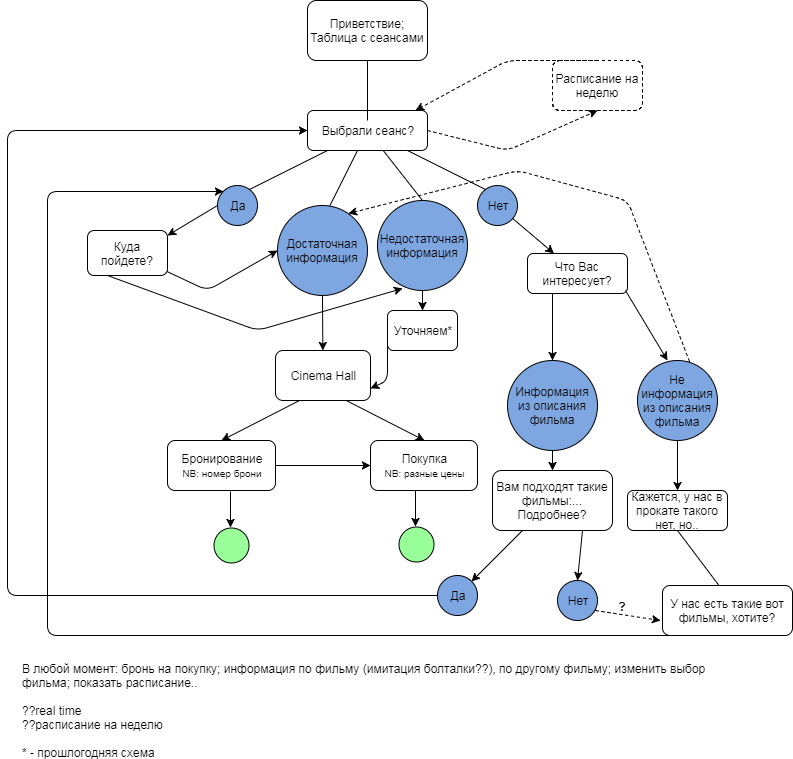 Приветствие;
Таблица с сеансами
Расписание на
неделю
Выбрали сеанс?
Да
Нет
Достаточная
информация
Недостаточная
информация
Куда
пойдете?
Что Вас
интересует?
Уточняем*
Cinema Hall
Информация
из описания
фильма
Не
информация
из описания
фильма
Бронирование
NB: номер брони
Покупка
NB: разные цены
Вам подходят такие
фильмы:...
Подробнее?
Кажется, у нас в
прокате такого
нет, но..
Да
Нет
?
У нас есть такие вот
фильмы, хотите?
В любой момент: бронь на покупку; информация по фильму (имитация болталки??), по другому фильму; изменить выбор
фильма; показать расписание..
??real time
??расписание на неделю
* - прошлогодняя схема